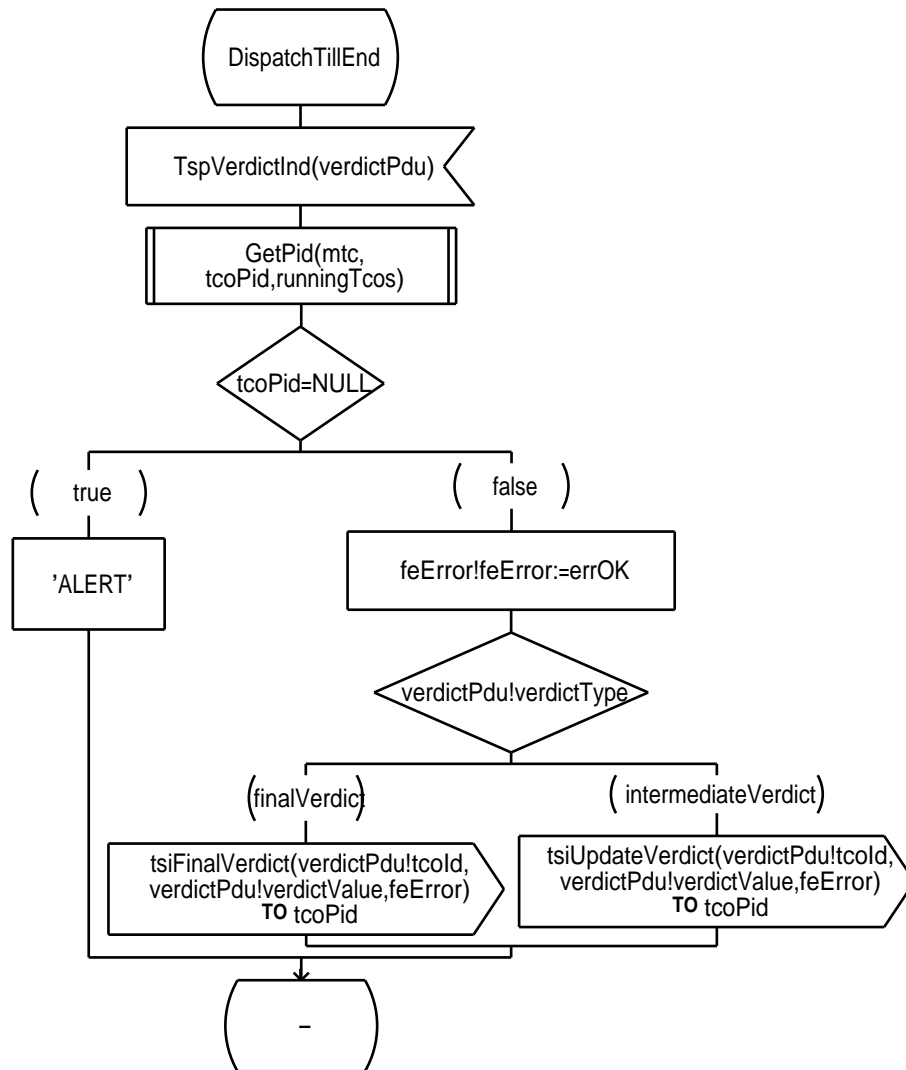 DispatchTillEnd
TspVerdictInd(verdictPdu)
GetPid(mtc,
tcoPid,runningTcos)
tcoPid=NULL
( true )
( false )
'ALERT'
feError!feError:=errOK
verdictPdu!verdictType
(finalVerdict)
(intermediateVerdict)
tsiFinalVerdict(verdictPdu!tcoId,
verdictPdu!verdictValue,feError)
TO tcoPid
tsiUpdateVerdict(verdictPdu!tcoId,
verdictPdu!verdictValue,feError)
TO tcoPid
–